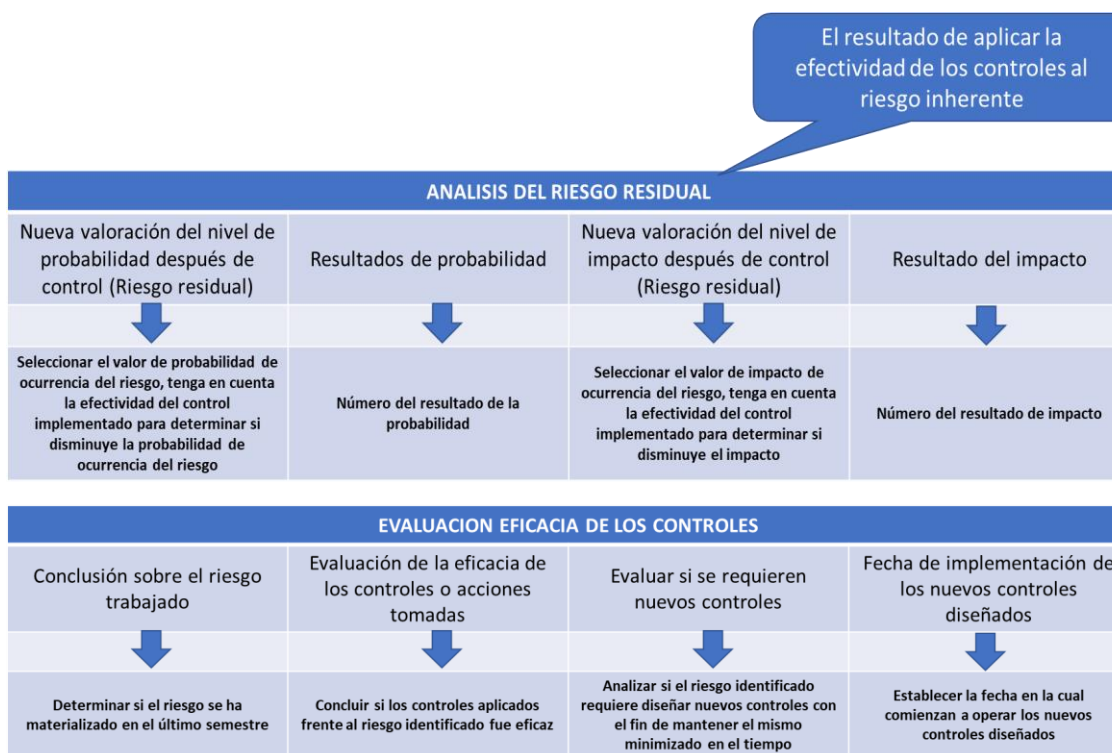 El resultado de aplicar la
efectividad de los controles al
riesgo inherente
ANALISIS DEL RIESGO RESIDUAL
Nueva valoración del nivel de
probabilidad después de
control (Riesgo residual)
Resultados de probabilidad
Nueva valoración del nivel de
impacto después de control
(Riesgo residual)
Resultado del impacto
Seleccionar el valor de probabilidad de
ocurrencia del riesgo, tenga en cuenta
la efectividad del control
implementado para determinar si
disminuye la probabilidad de
ocurrencia del riesgo
Número del resultado de la
probabilidad
Seleccionar el valor de impacto de
ocurrencia del riesgo, tenga en cuenta
la efectividad del control
implementado para determinar si
disminuye el impacto
Número del resultado de impacto
EVALUACION EFICACIA DE LOS CONTROLES
Conclusión sobre el riesgo
trabajado
Evaluación de la eficacia de
los controles o acciones
tomadas
Evaluar si se requieren
nuevos controles
Fecha de implementación de
los nuevos controles
diseñados
Determinar si el riesgo se ha
materializado en el último semestre
Concluir si los controles aplicados
frente al riesgo identificado fue eficaz
Analizar si el riesgo identificado
requiere diseñar nuevos controles con
el fin de mantener el mismo
minimizado en el tiempo
Establecer la fecha en la cual
comienzan a operar los nuevos
controles diseñados